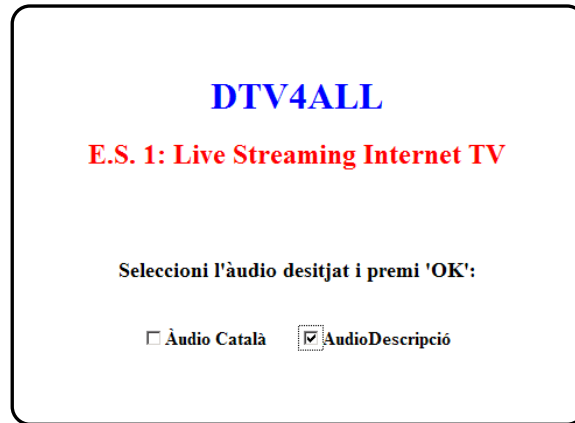 DTV4ALL
E.S. 1: Live Streaming Internet TV
Seleccioni l'àudio desitjat i premi 'OK':
Àudio Català AudioDescripció